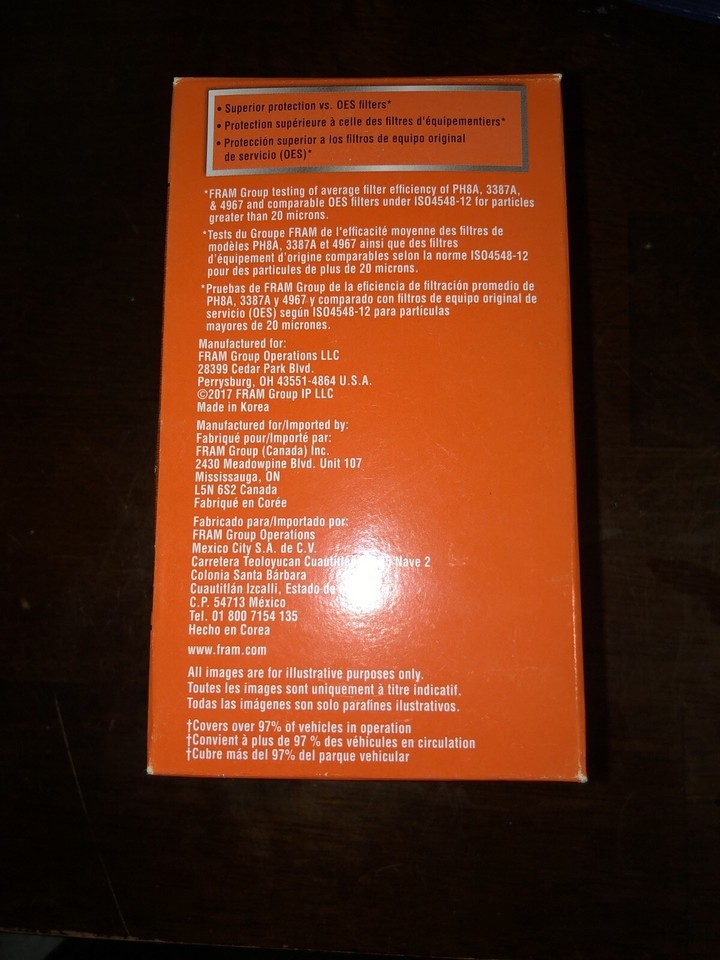 • Superior protection vs. OES filters*
• Protection supérieure à celle des filtres d'équipementiers*
• Protección superior a los filtros de equipo original
de servicio (OES)*
*FRAM Group testing of average filter efficiency of PH8A, 3387A,
& 4967 and comparable OES filters under ISO4548-12 for particles
greater than 20 microns.
*Tests du Groupe FRAM de l'efficacité moyenne des filtres de
modèles PH8A, 3387A et 4967 ainsi que des filtres
d'équipement d'origine comparables selon la norme ISO4548-12
pour des particules de plus de 20 microns.
*Pruebas de FRAM Group de la eficiencia de filtración promedio de
PH8A, 3387A y 4967 y comparado con filtros de equipo original de
servicio (OES) según ISO4548-12 para partículas
mayores de 20 micrones.
Manufactured for:
FRAM Group Operations LLC
28399 Cedar Park Blvd.
Perrysburg, OH 43551-4864 U.S.A.
©2017 FRAM Group IP LLC
Made in Korea
Manufactured for/Imported by:
Fabriqué pour/Importé par:
FRAM Group (Canada) Inc.
2430 Meadowpine Blvd. Unit 107
Mississauga, ON
L5N 6S2 Canada
Fabriqué en Corée
Fabricado para/Importado por:
FRAM Group Operations
Mexico City S.A. de C.V.
Carretera Teoloyucan Nave 2
Colonia Santa Bárbara
Cuautitlán Izcalli, Estado de
C.P. 54713 México
Tel. 01 800 7154 135
Hecho en Corea
www.fram.com
All images are for illustrative purposes only.
Toutes les images sont uniquement à titre indicatif.
Todas las imágenes son solo parafines ilustrativos.
†Covers over 97% of vehicles in operation
†Convient à plus de 97 % des véhicules en circulation
†Cubre más del 97% del parque vehicular